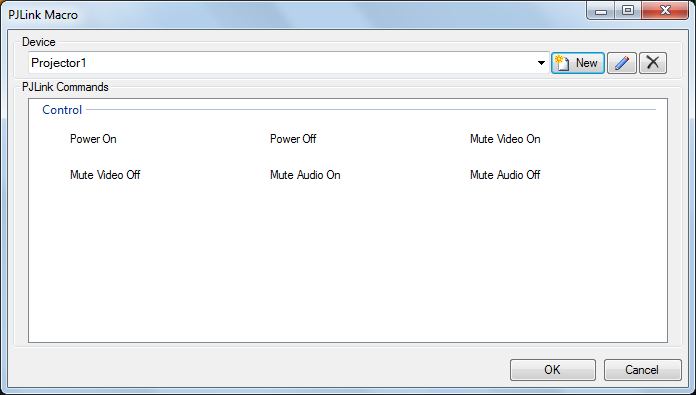 PJLink Macro
Device
Projector1
New
PJLink Commands
Control
Power On Power Off Mute Video On
Mute Video Off Mute Audio On Mute Audio Off
OK Cancel